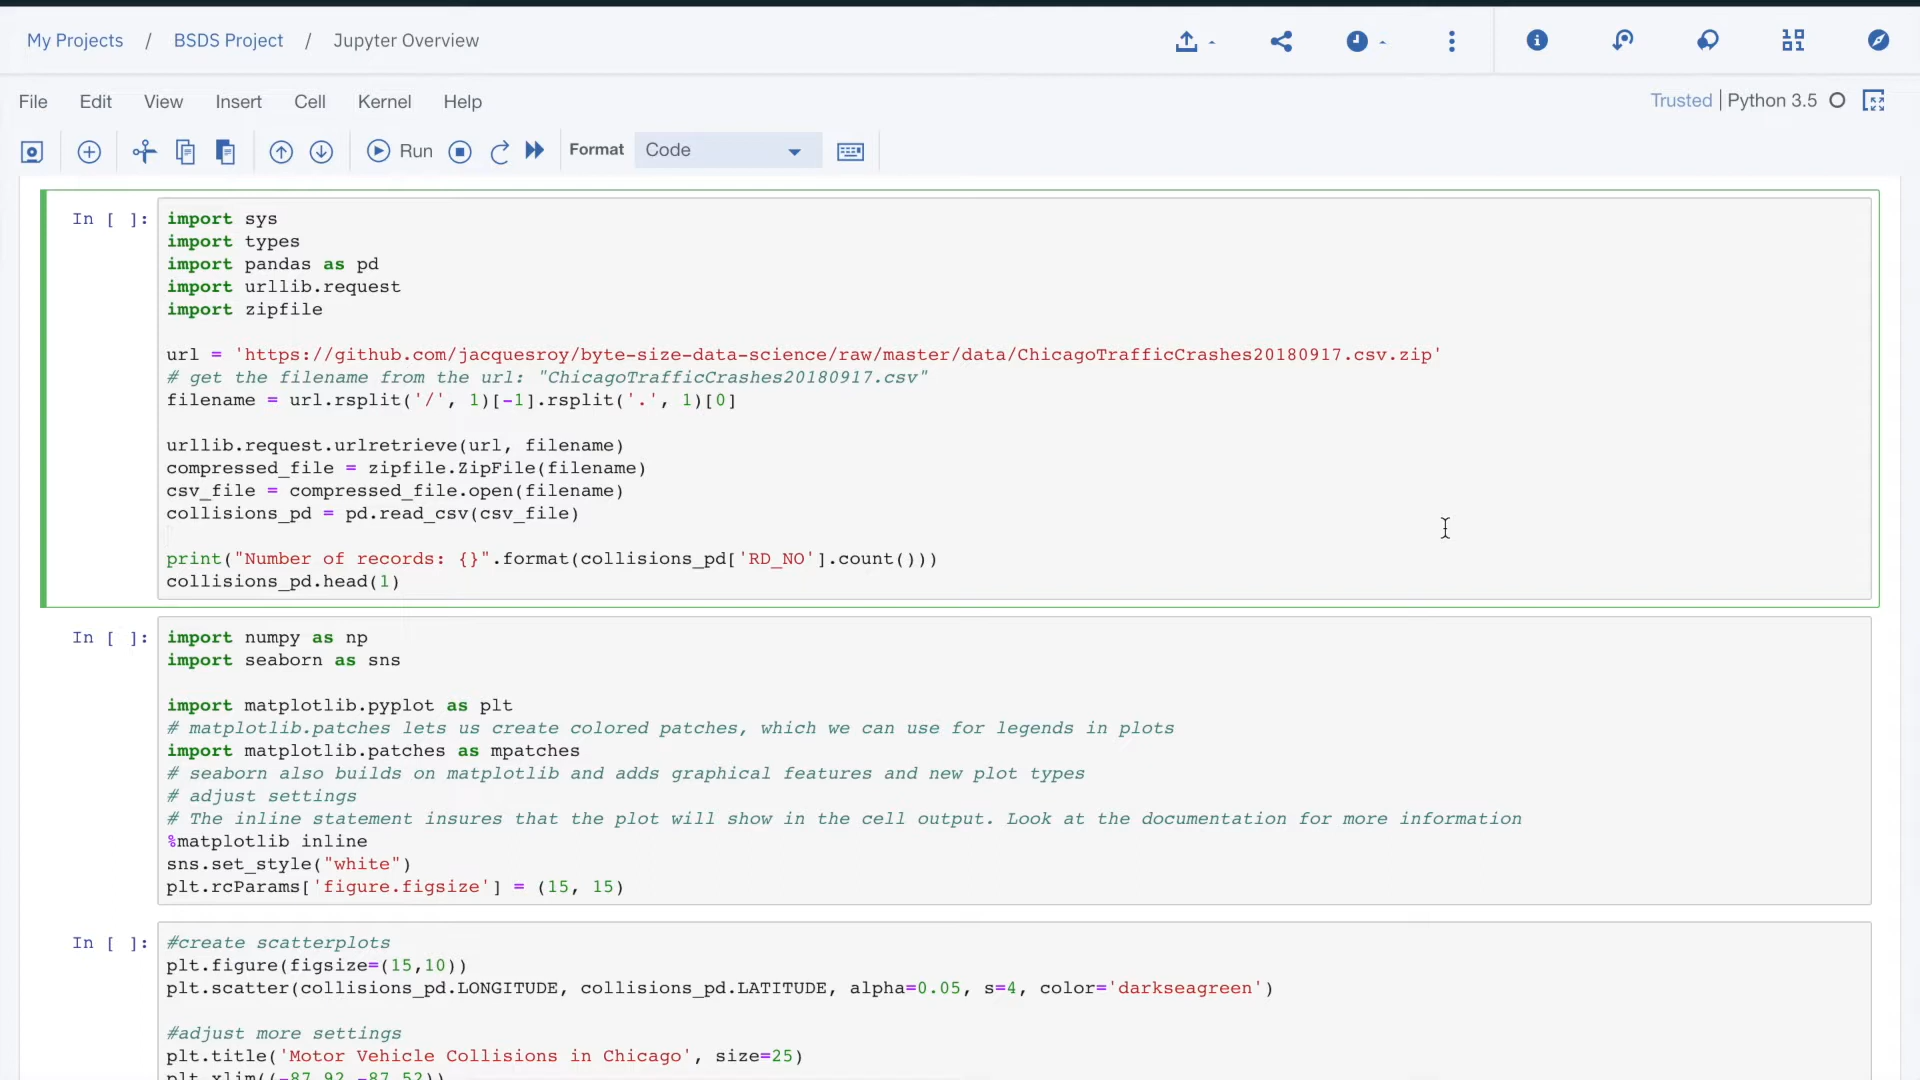 My Projects / BSDS Project / Jupyter Overview
File Edit View Insert Cell Kernel Help
Trusted | Python 3.5
Run Format Code
In [ ]:
import sys
import types
import pandas as pd
import urllib.request
import zipfile
url = 'https://github.com/jacquesroy/byte-size-data-science/raw/master/data/ChicagoTrafficCrashes20180917.csv.zip'
# get the filename from the url: "ChicagoTrafficCrashes20180917.csv"
filename = url.rsplit('/', 1)[-1].rsplit('.', 1)[0]
urllib.request.urlretrieve(url, filename)
compressed_file = zipfile.ZipFile(filename)
csv_file = compressed_file.open(filename)
collisions_pd = pd.read_csv(csv_file)
print("Number of records: {}".format(collisions_pd['RD_NO'].count()))
collisions_pd.head(1)
In [ ]:
import numpy as np
import seaborn as sns
import matplotlib.pyplot as plt
# matplotlib.patches lets us create colored patches, which we can use for legends in plots
import matplotlib.patches as mpatches
# seaborn also builds on matplotlib and adds graphical features and new plot types
# adjust settings
# The inline statement insures that the plot will show in the cell output. Look at the documentation for more information
%matplotlib inline
sns.set_style("white")
plt.rcParams['figure.figsize'] = (15, 15)
In [ ]:
#create scatterplots
plt.figure(figsize=(15,10))
plt.scatter(collisions_pd.LONGITUDE, collisions_pd.LATITUDE, alpha=0.05, s=4, color='darkseagreen')
#adjust more settings
plt.title('Motor Vehicle Collisions in Chicago', size=25)
plt.xlim((-87.92,-87.52))